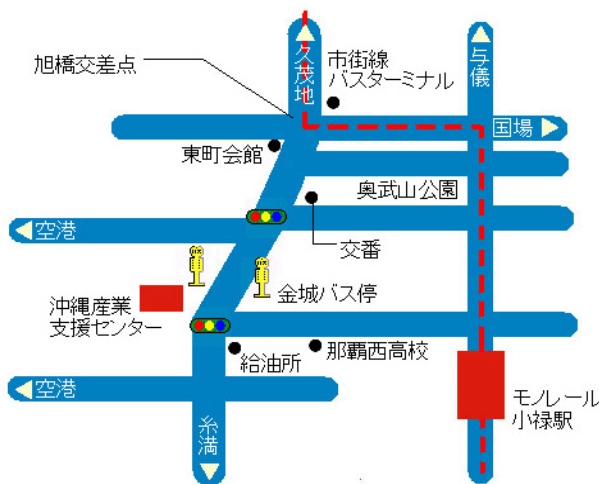 久茂地
市街線
バスターミナル
与儀
旭橋交差点
国場
東町会館
奥武山公園
空港
交番
沖縄産業
支援センター
金城バス停
給油所
那覇西高校
空港
モノレール
小禄駅
糸満